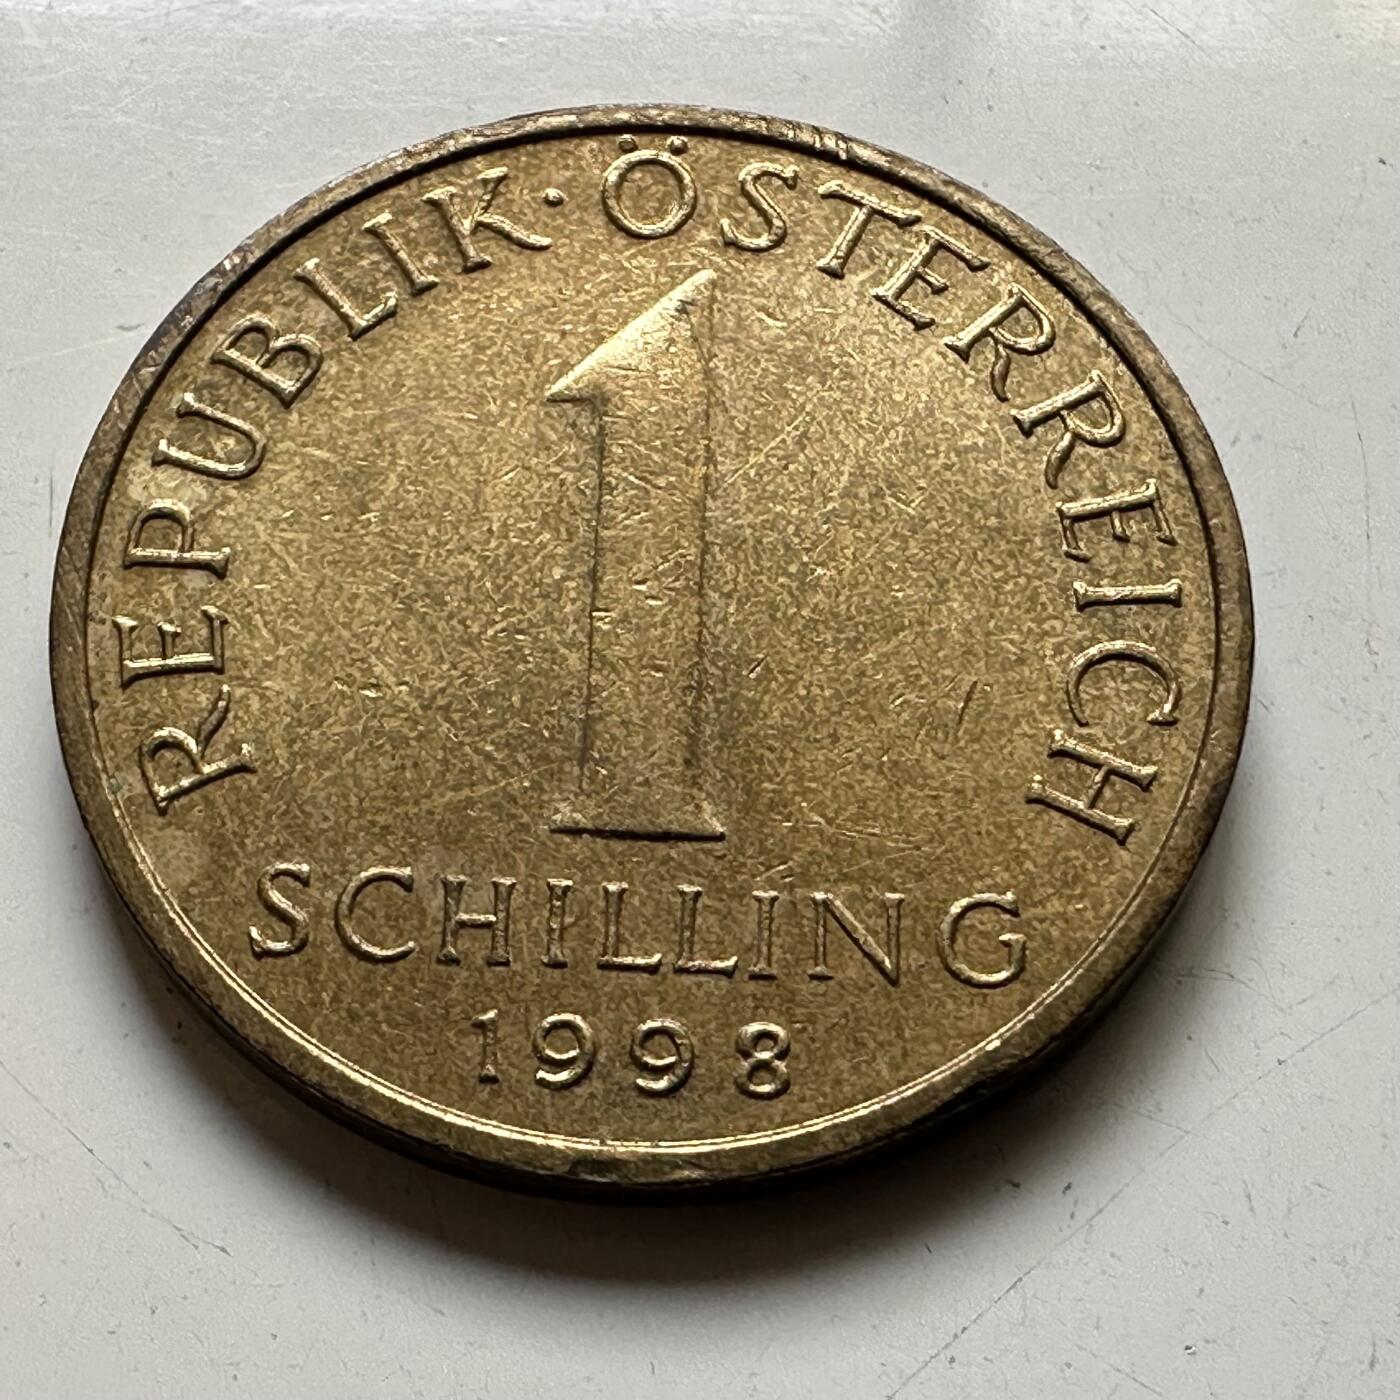 REPUBLIK · ÖSTERREICH
1
SCHILLING
1998